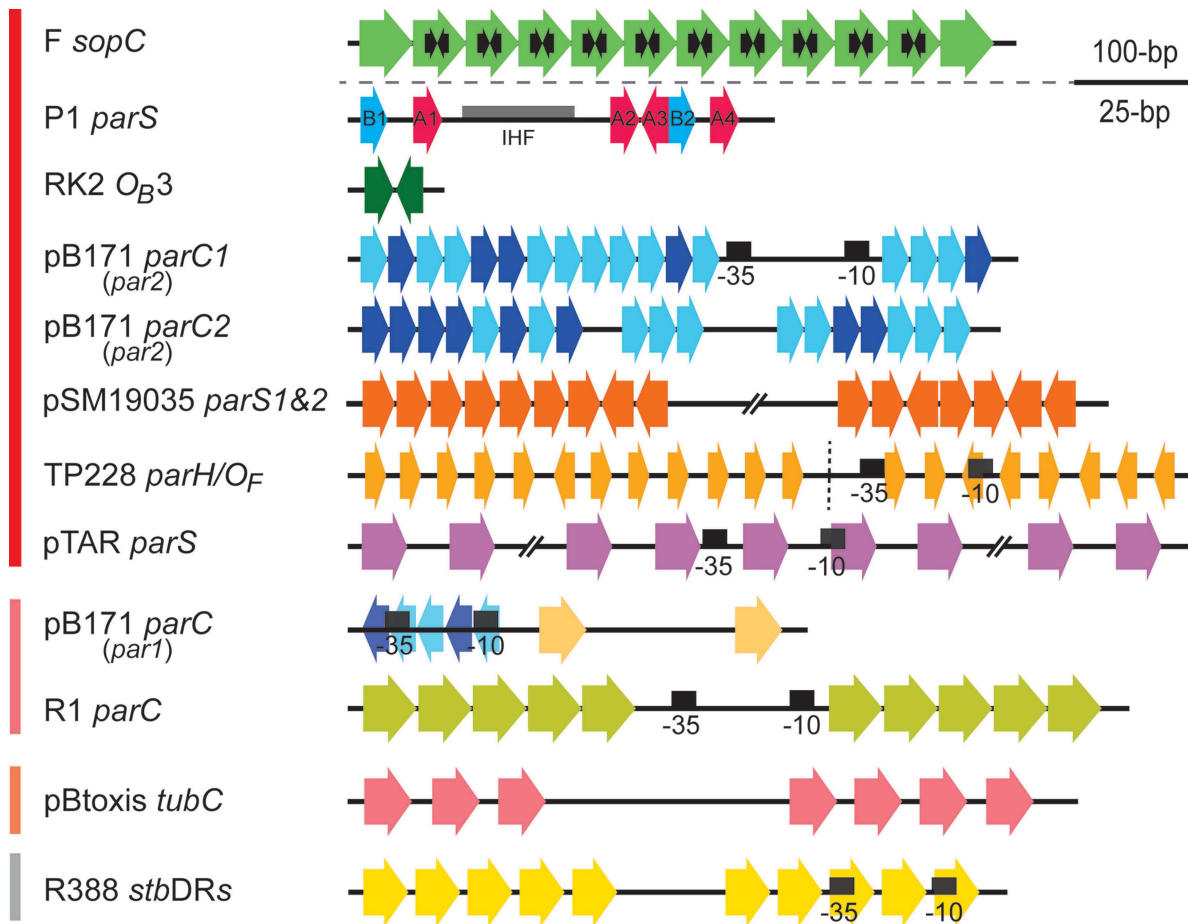 F sopC
100-bp
25-bp
P1 parS
B1 A1 IHF A2 A3 B2 A4
RK2 OB3
pB171 parC1
(par2)
-35 -10
pB171 parC2
(par2)
pSM19035 parS1&2
TP228 parH/OF
-35 -10
pTAR parS
-35 -10
pB171 parC
(par1)
-35 -10
R1 parC
-35 -10
pBtoxis tubC
R388 stbDRs
-35 -10